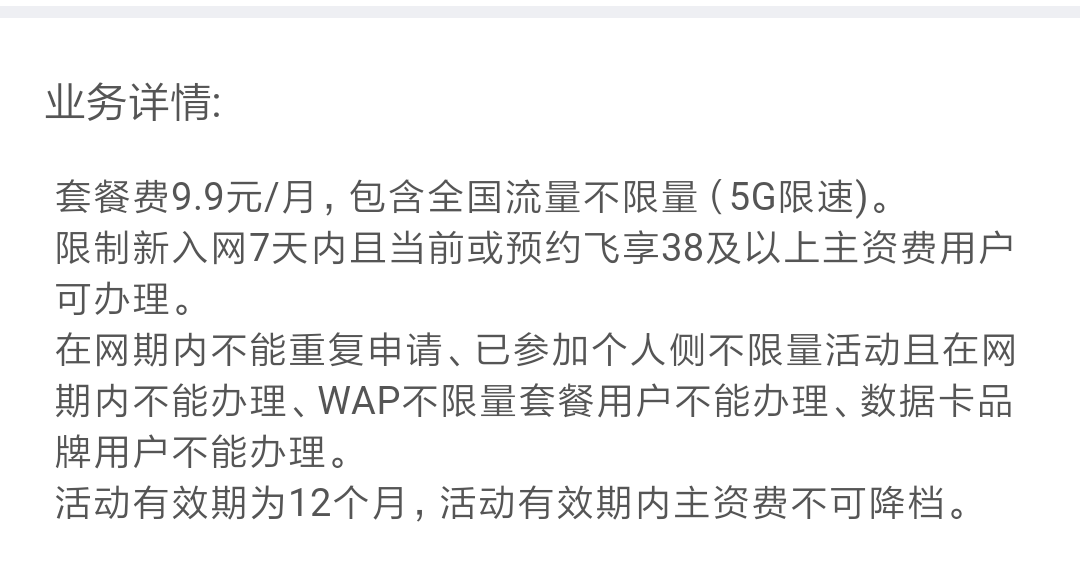 业务详情:
套餐费9.9元/月，包含全国流量不限量（5G限速)。
限制新入网7天内且当前或预约飞享38及以上主资费用户
可办理。
在网期内不能重复申请、已参加个人侧不限量活动且在网
期内不能办理、WAP不限量套餐用户不能办理、数据卡品
牌用户不能办理。
活动有效期为12个月，活动有效期内主资费不可降档。